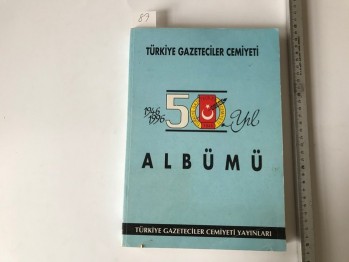 89
TÜRKİYE GAZETECİLER CEMİYETİ
1946
1996
50. Yıl
ALBÜMÜ
TÜRKİYE GAZETECİLER CEMİYETİ YAYINLARI